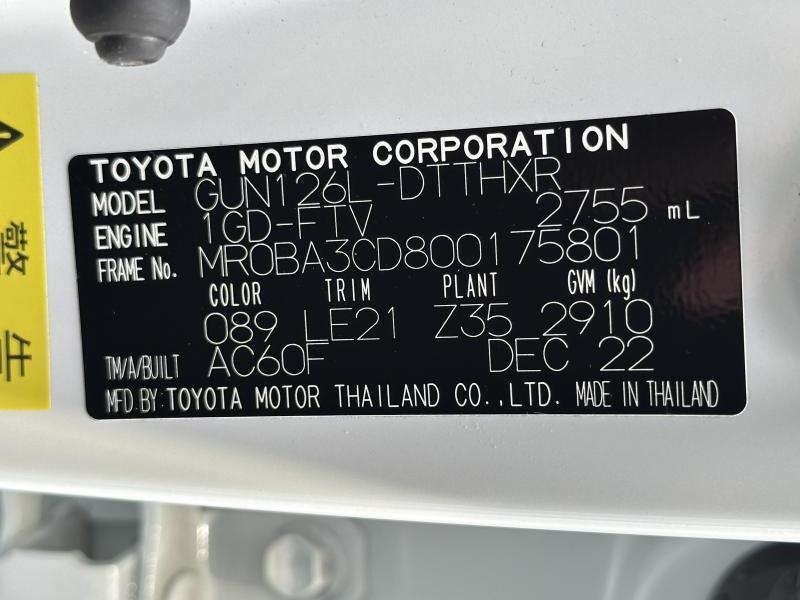 TOYOTA MOTOR CORPORATION
MODEL GUN126L-DTTHXR
ENGINE 1GD-FTV 2755 mL
FRAME No. MR0BA3CD800175801
COLOR TRIM PLANT GVM (kg)
089 LE21 Z35 2910
TM/A/BUILT AC60F DEC 22
MFD.BY TOYOTA MOTOR THAILAND CO.,LTD. MADE IN THAILAND
警
告